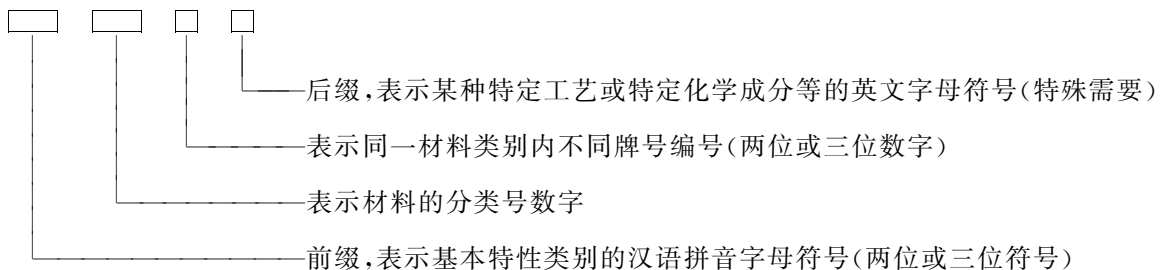 后缀,表示某种特定工艺或特定化学成分等的英文字母符号(特殊需要)
表示同一材料类别内不同牌号编号(两位或三位数字)
表示材料的分类号数字
前缀,表示基本特性类别的汉语拼音字母符号(两位或三位符号)